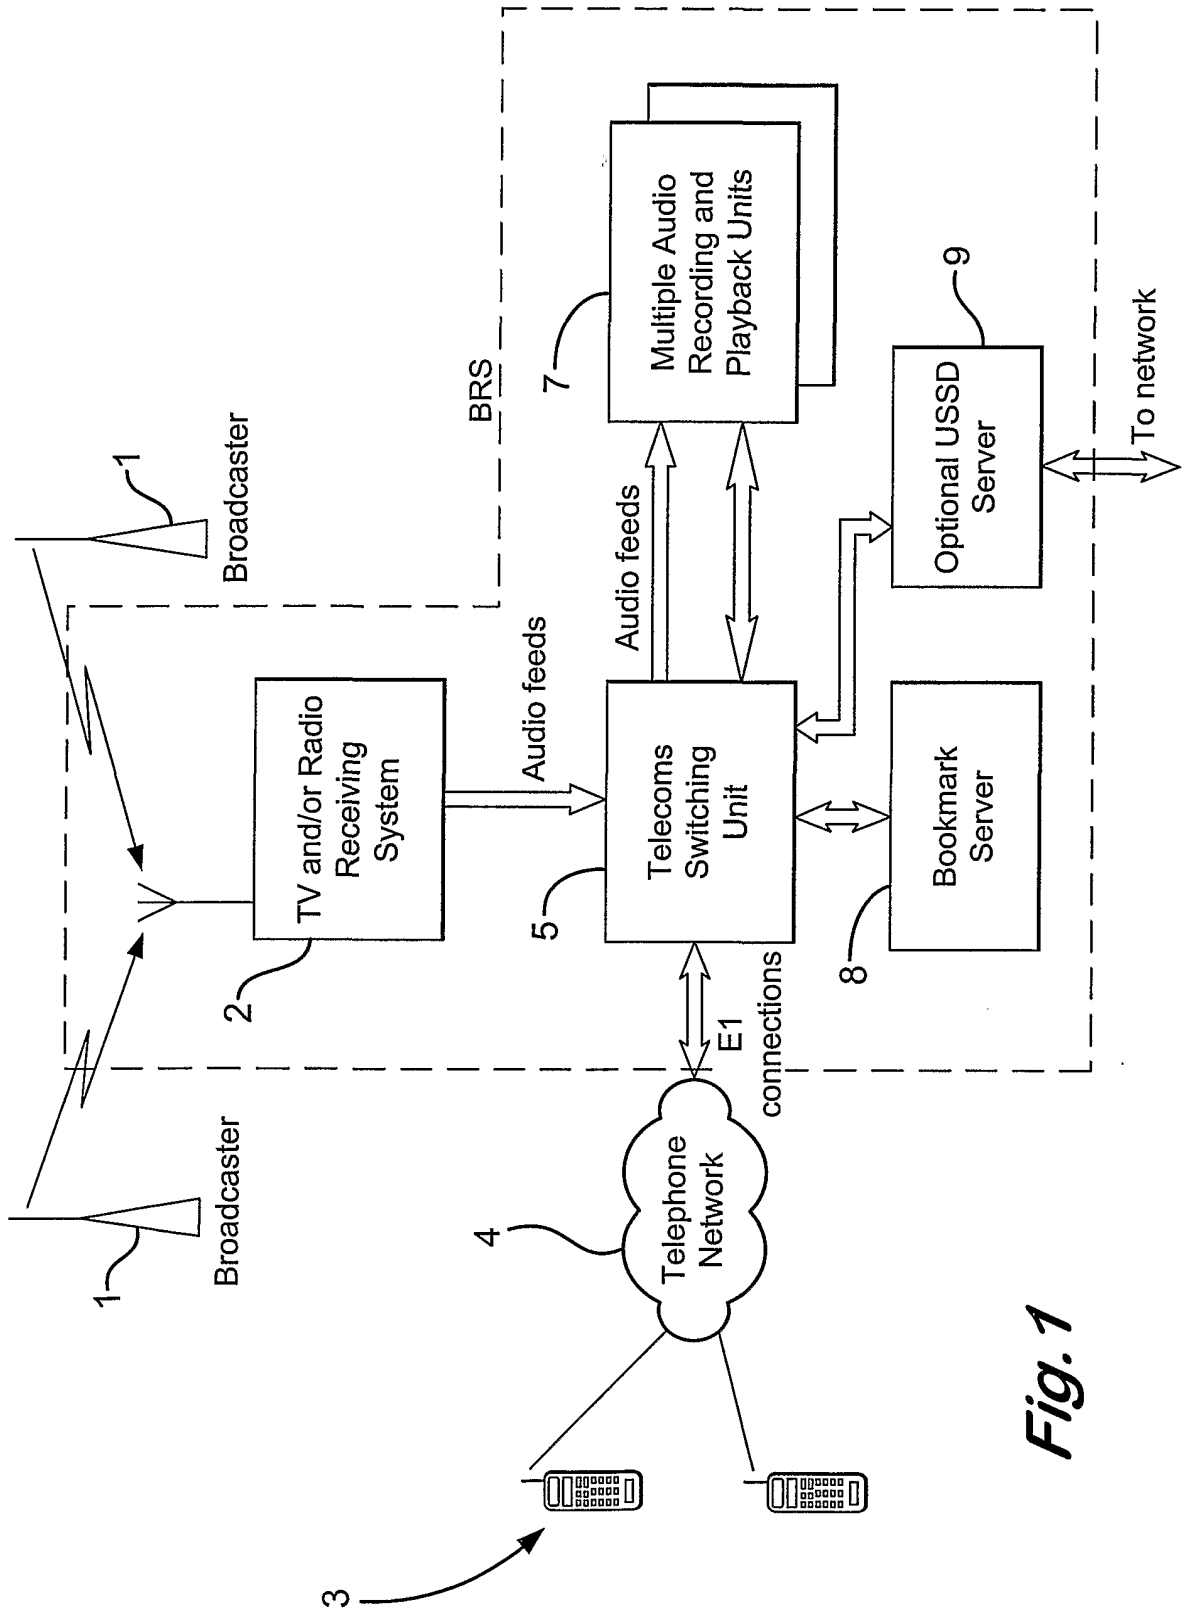 1
Broadcaster
1
Broadcaster
BRS
2
TV and/or Radio
Receiving
System
Audio feeds
3
4
Telephone
Network
E1
connections
5
Telecoms
Switching
Unit
Audio feeds
7
Multiple Audio
Recording and
Playback Units
8
Bookmark
Server
9
Optional USSD
Server
To network
Fig. 1